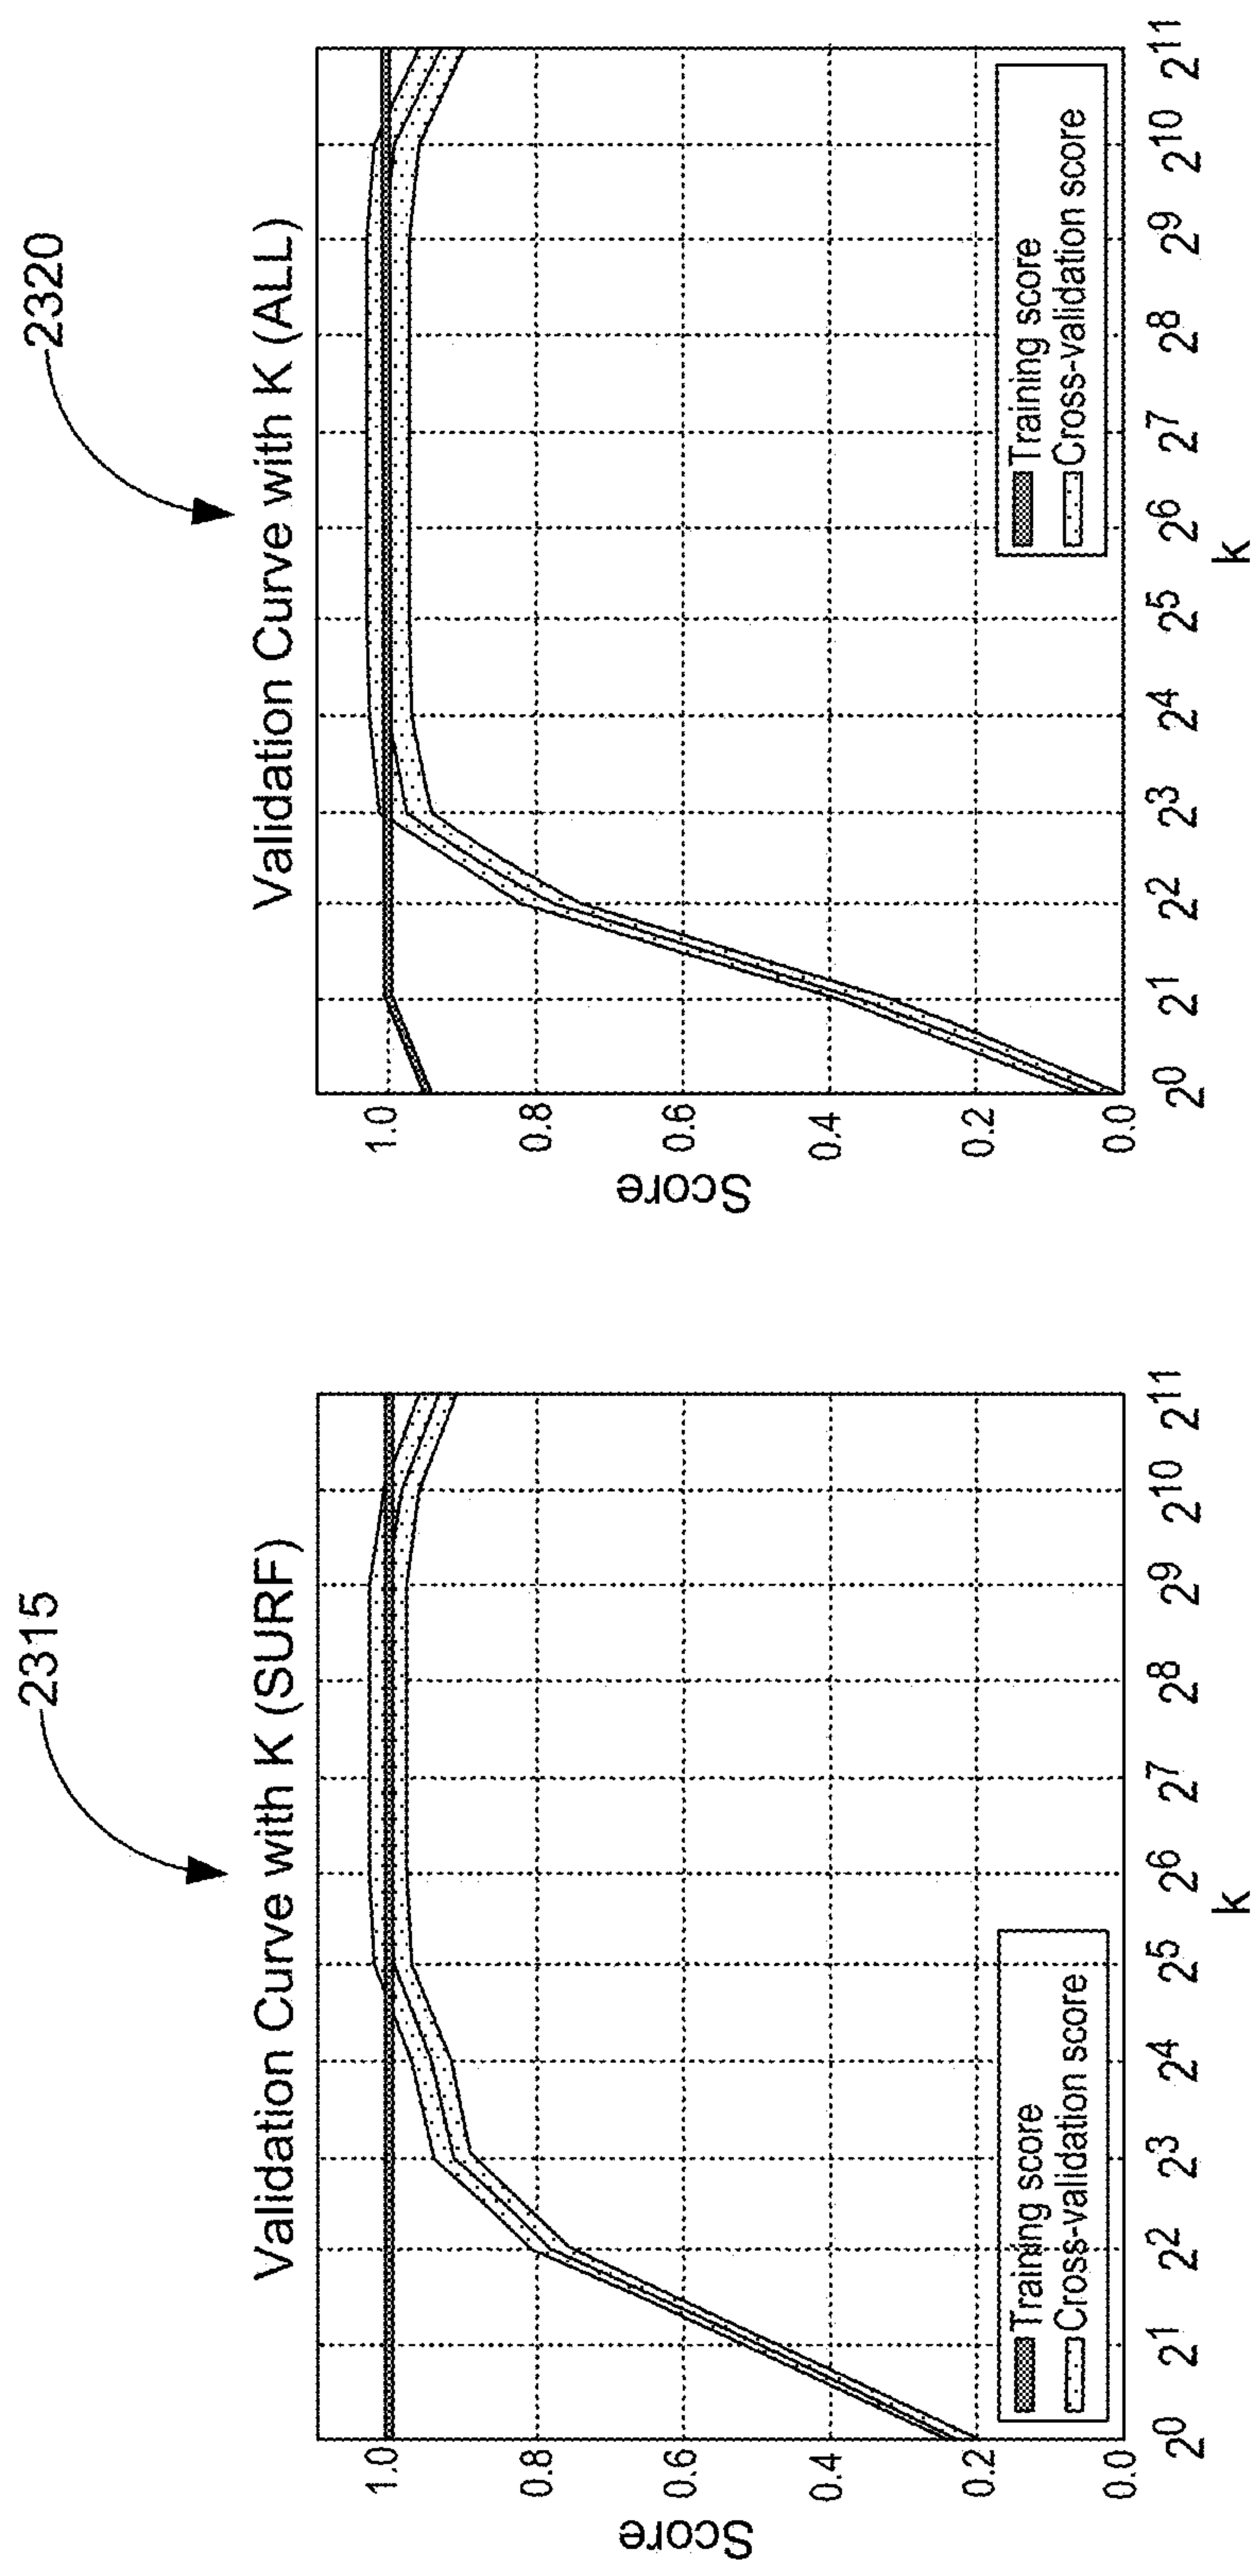 2315
Validation Curve with K (SURF)
Score
1.0
0.8
0.6
0.4
0.2
0.0
Training score
Cross-validation score
2⁰ 2¹ 2² 2³ 2⁴ 2⁵ 2⁶ 2⁷ 2⁸ 2⁹ 2¹⁰ 2¹¹
k
2320
Validation Curve with K (ALL)
Score
1.0
0.8
0.6
0.4
0.2
0.0
Training score
Cross-validation score
2⁰ 2¹ 2² 2³ 2⁴ 2⁵ 2⁶ 2⁷ 2⁸ 2⁹ 2¹⁰ 2¹¹
k